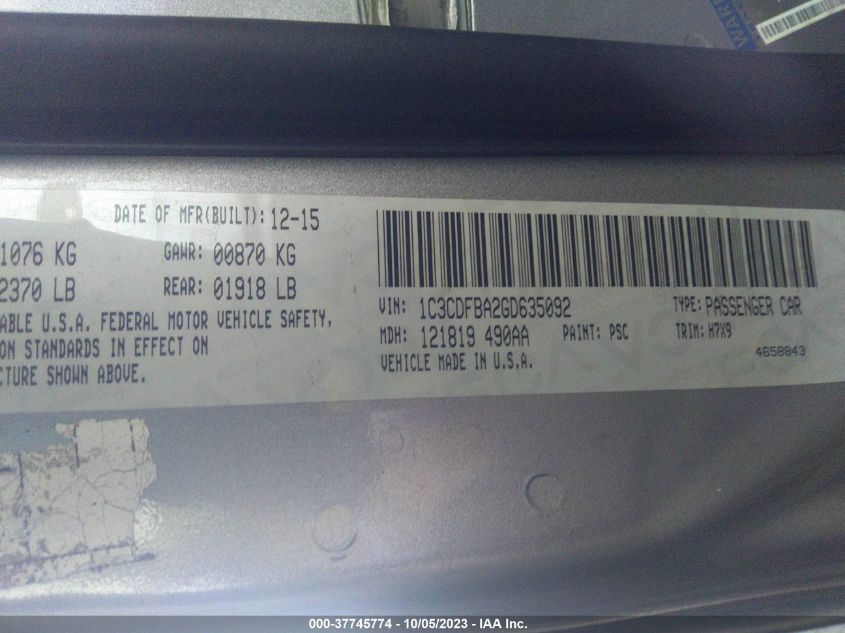 WAR
DATE OF MFR(BUILT): 12-15
1076 KG GAWR: 00870 KG
2370 LB REAR: 01918 LB
ABLE U.S.A. FEDERAL MOTOR VEHICLE SAFETY,
ON STANDARDS IN EFFECT ON
CTURE SHOWN ABOVE.
VIN: 1C3CDFBA2GD635092 TYPE: PASSENGER CAR
MDH: 121819 490AA PAINT: PSC TRIM: H7X9
VEHICLE MADE IN U.S.A. 4658843
000-37745774 - 10/05/2023 - IAA Inc.